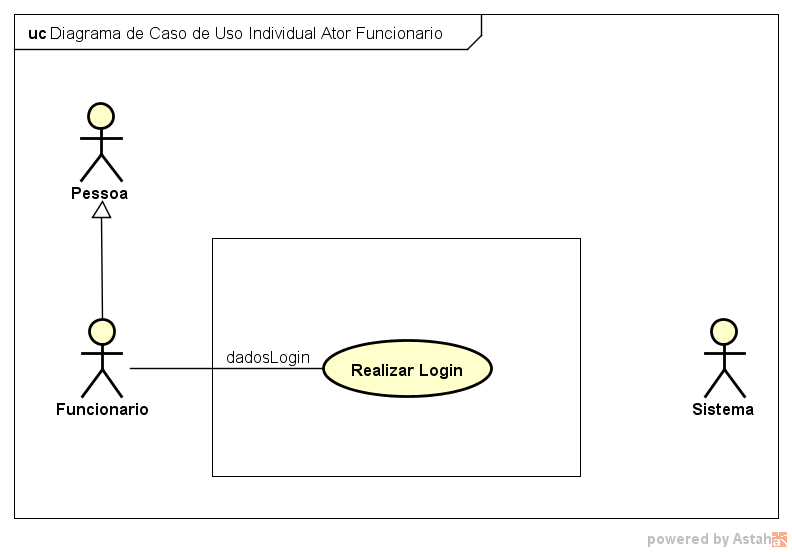 uc Diagrama de Caso de Uso Individual Ator Funcionario
Pessoa
dadosLogin
Realizar Login
Funcionario
Sistema
powered by Astah